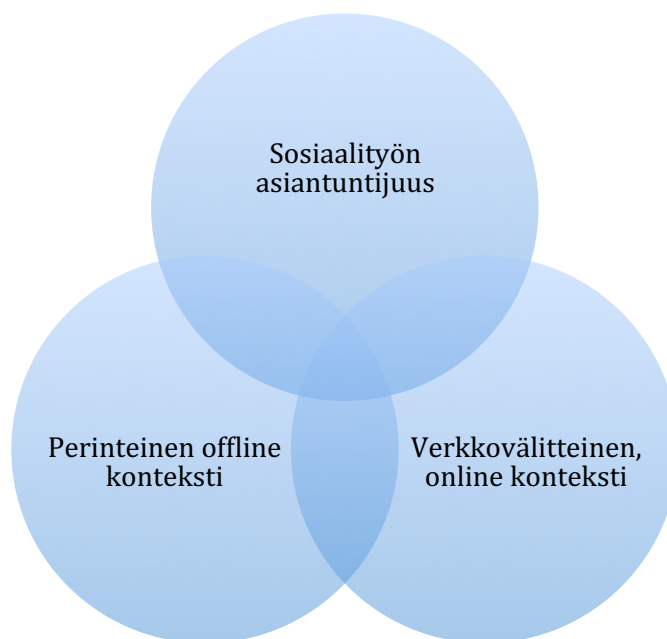 Sosiaalityön
asiantuntijuus
Perinteinen offline
konteksti
Verkkovälitteinen,
online konteksti